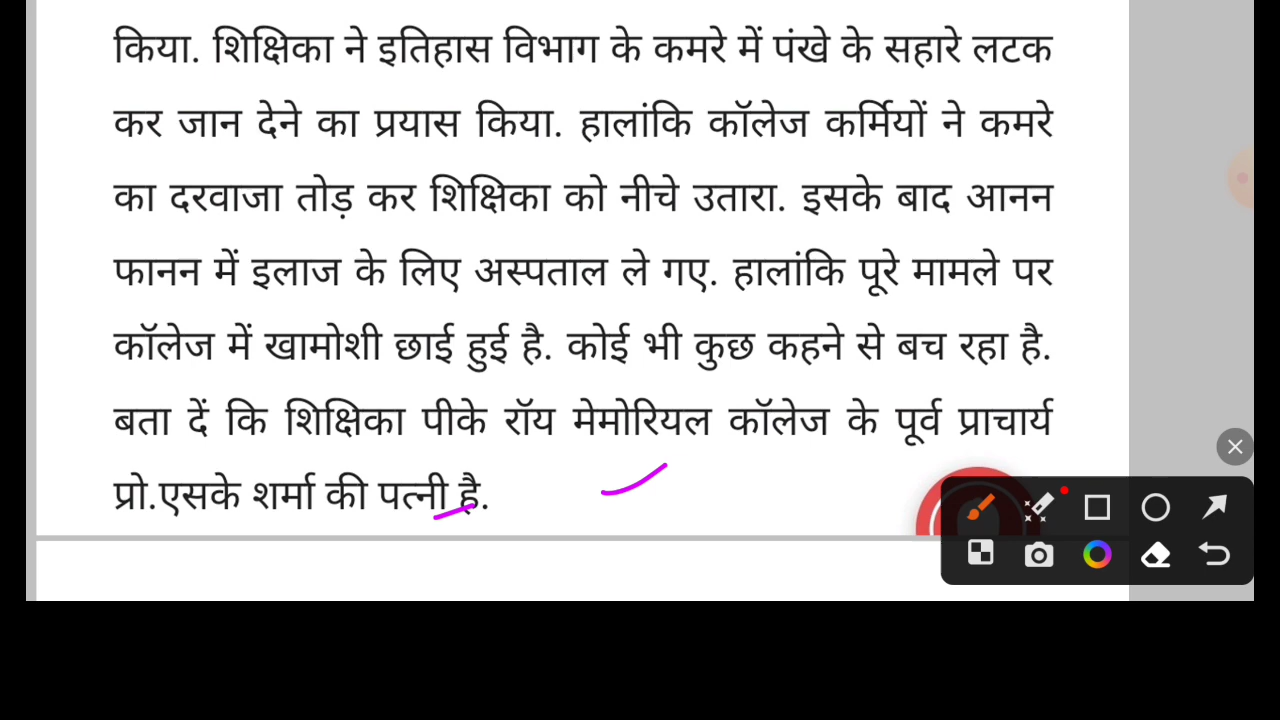 किया. शिक्षिका ने इतिहास विभाग के कमरे में पंखे के सहारे लटक
कर जान देने का प्रयास किया. हालांकि कॉलेज कर्मियों ने कमरे
का दरवाजा तोड़ कर शिक्षिका को नीचे उतारा. इसके बाद आनन
फानन में इलाज के लिए अस्पताल ले गए. हालांकि पूरे मामले पर
कॉलेज में खामोशी छाई हुई है. कोई भी कुछ कहने से बच रहा है.
बता दें कि शिक्षिका पीके रॉय मेमोरियल कॉलेज के पूर्व प्राचार्य
प्रो.एसके शर्मा की पत्नी है.